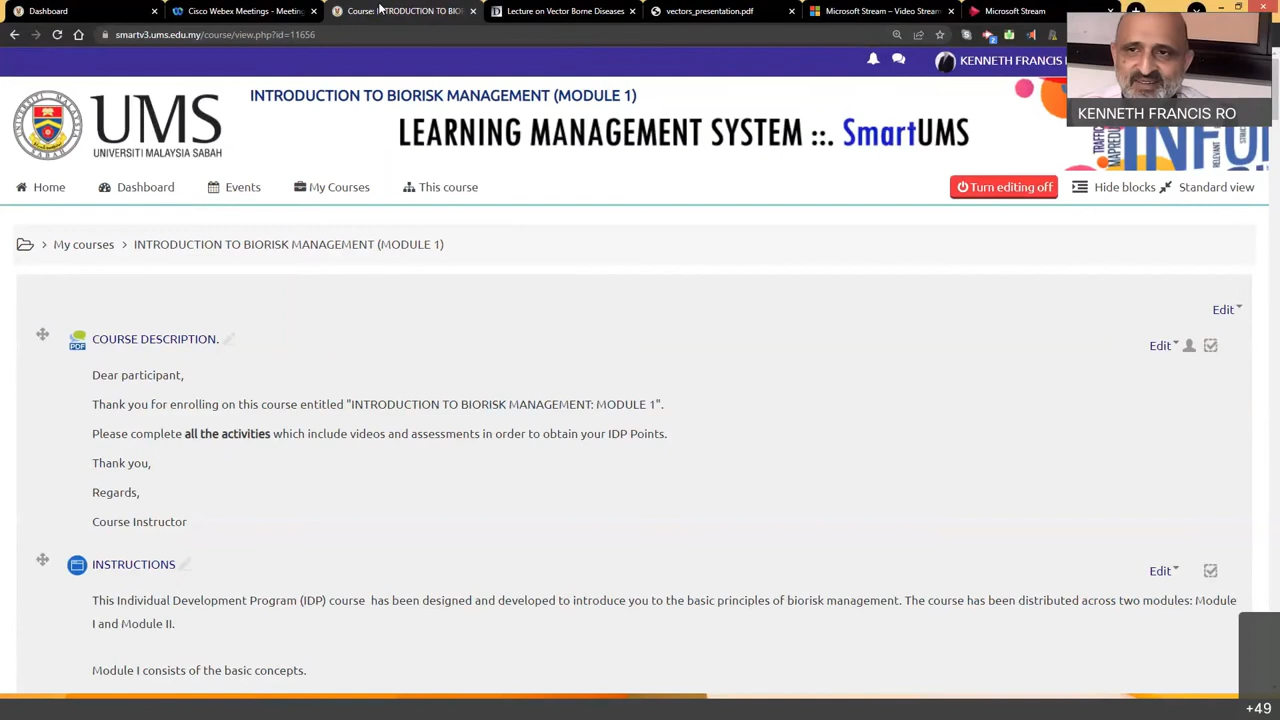 Dashboard
Cisco Webex Meetings - Meetin
Course: INTRODUCTION TO BIOR
Lecture on Vector Borne Diseases
vectors_presentation.pdf
Microsoft Stream – Video Stream
Microsoft Stream
smartv3.ums.edu.my/course/view.php?id=11656
KENNETH FRANCIS
KENNETH FRANCIS RO
UMS
UNIVERSITI MALAYSIA SABAH
INTRODUCTION TO BIORISK MANAGEMENT (MODULE 1)
LEARNING MANAGEMENT SYSTEM ::. SmartUMS
Home
Dashboard
Events
My Courses
This course
Turn editing off
Hide blocks
Standard view
My courses > INTRODUCTION TO BIORISK MANAGEMENT (MODULE 1)
Edit
COURSE DESCRIPTION.
Edit
Dear participant,
Thank you for enrolling on this course entitled "INTRODUCTION TO BIORISK MANAGEMENT: MODULE 1".
Please complete all the activities which include videos and assessments in order to obtain your IDP Points.
Thank you,
Regards,
Course Instructor
INSTRUCTIONS
Edit
This Individual Development Program (IDP) course has been designed and developed to introduce you to the basic principles of biorisk management. The course has been distributed across two modules: Module
I and Module II.
Module I consists of the basic concepts.
+49